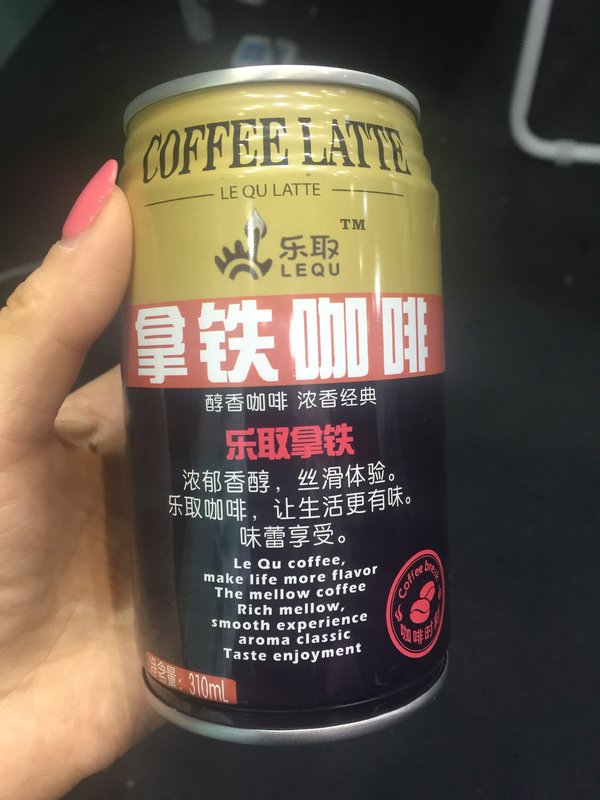 COFFEE LATTE
LE QU LATTE
TM
乐取
LEQU
拿铁咖啡
醇香咖啡 浓香经典
乐取拿铁
浓郁香醇，丝滑体验。
乐取咖啡，让生活更有味。
味蕾享受。
Le Qu coffee,
make life more flavor
The mellow coffee
Rich mellow,
smooth experience
aroma classic
Taste enjoyment
Coffee break
咖啡时刻
净含量：310mL